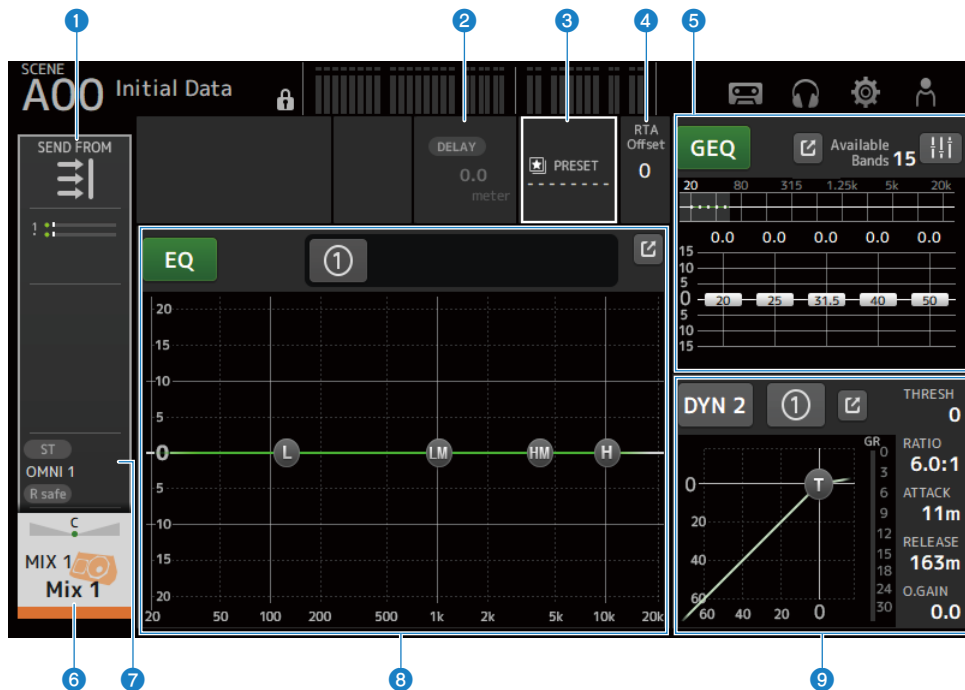 1 2 3 4 5
SCENE
A00 Initial Data
SEND FROM
!
ST
OMNI 1
R safe
C
MIX 1
Mix 1
DELAY
0.0
meter
PRESET
RTA
Offset
0
EQ
1
20
15
10
5
0
5
10
15
20
L LM HM H
20 50 100 200 500 1k 2k 5k 10k 20k
GEQ
Available
Bands 15
20 80 315 1.25k 5k 20k
0.0 0.0 0.0 0.0 0.0
15
10
5
0 20 25 31.5 40 50
5
10
15
DYN 2
1
THRESH
0
RATIO
6.0:1
ATTACK
11m
RELEASE
163m
O.GAIN
0.0
GR
0
3
6
9
12
15
18
24
30
T
0
20
40
60
60 40 20 0
6 7 8 9